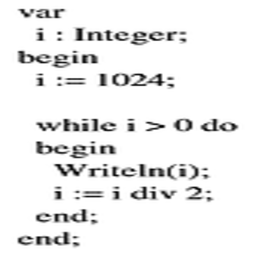 var
i : Integer;
begin
i := 1024;
while i > 0 do
begin
Writeln(i);
i := i div 2;
end;
end;